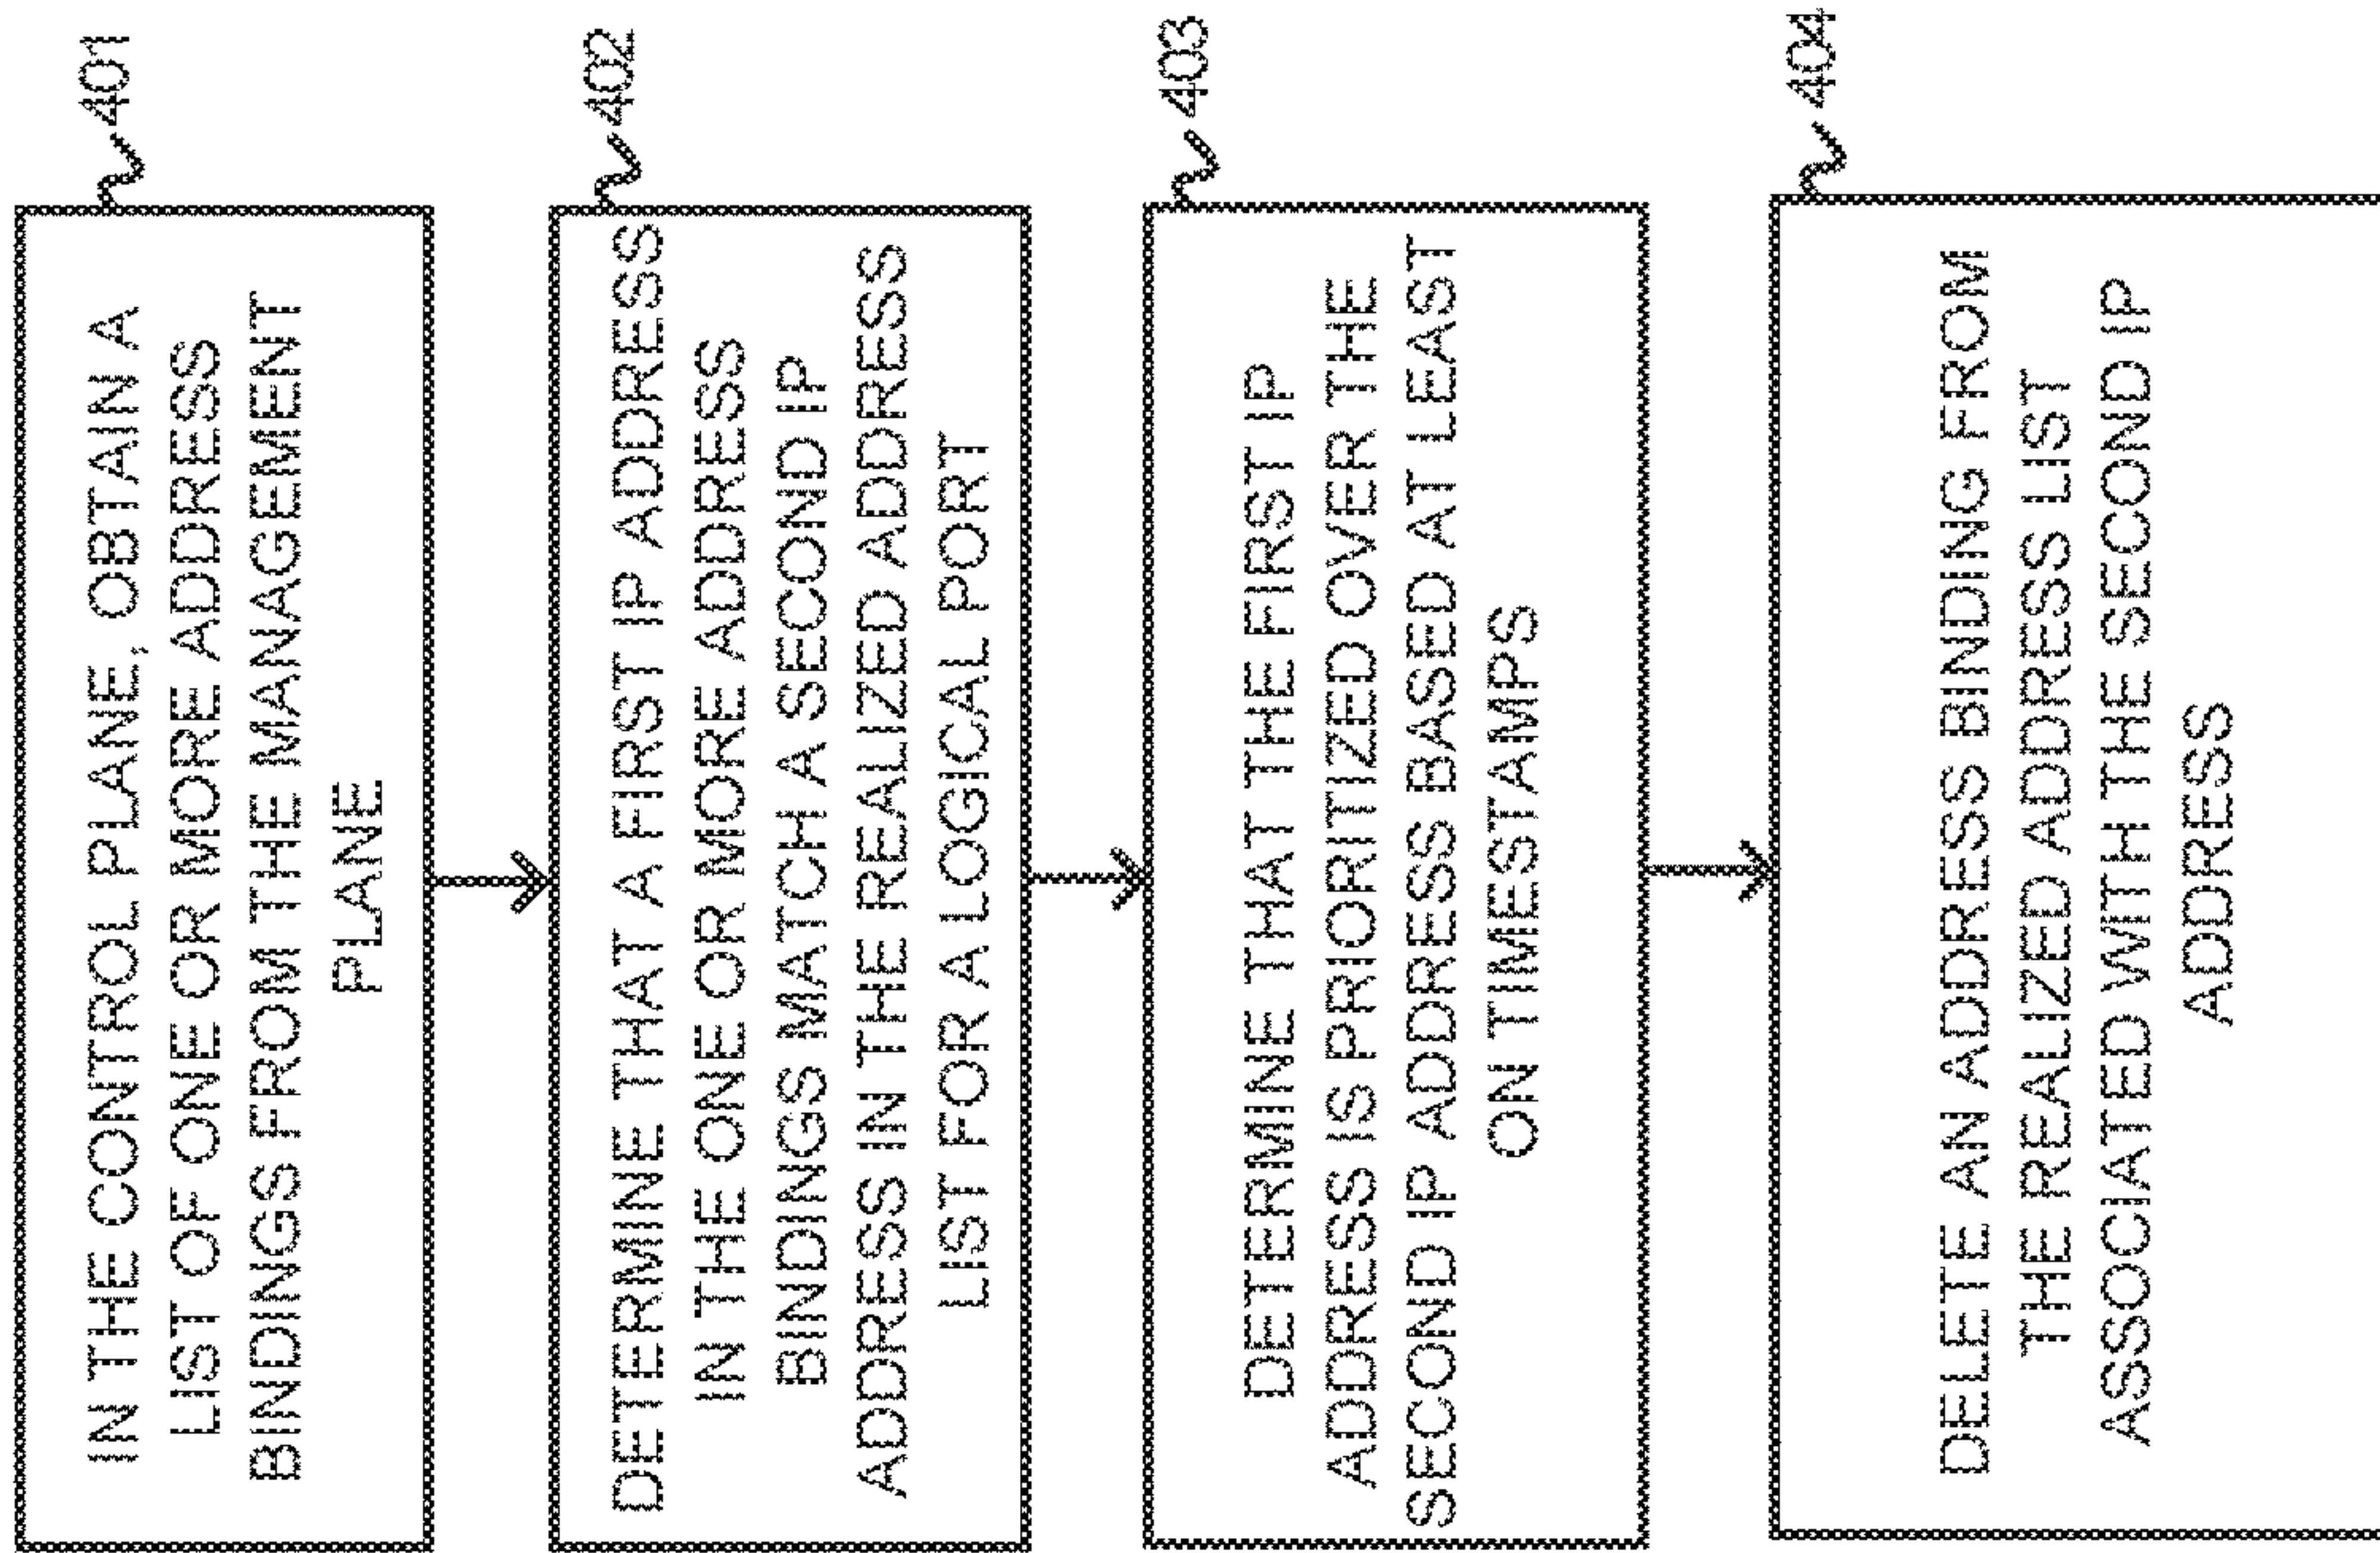 401
IN THE CONTROL PLANE, OBTAIN A
LIST OF ONE OR MORE ADDRESS
BINDINGS FROM THE MANAGEMENT
PLANE
402
DETERMINE THAT A FIRST IP ADDRESS
IN THE ONE OR MORE ADDRESS
BINDINGS MATCH A SECOND IP
ADDRESS IN THE REALIZED ADDRESS
LIST FOR A LOGICAL PORT
403
DETERMINE THAT THE FIRST IP
ADDRESS IS PRIORITIZED OVER THE
SECOND IP ADDRESS BASED AT LEAST
ON TIMESTAMPS
404
DELETE AN ADDRESS BINDING FROM
THE REALIZED ADDRESS LIST
ASSOCIATED WITH THE SECOND IP
ADDRESS